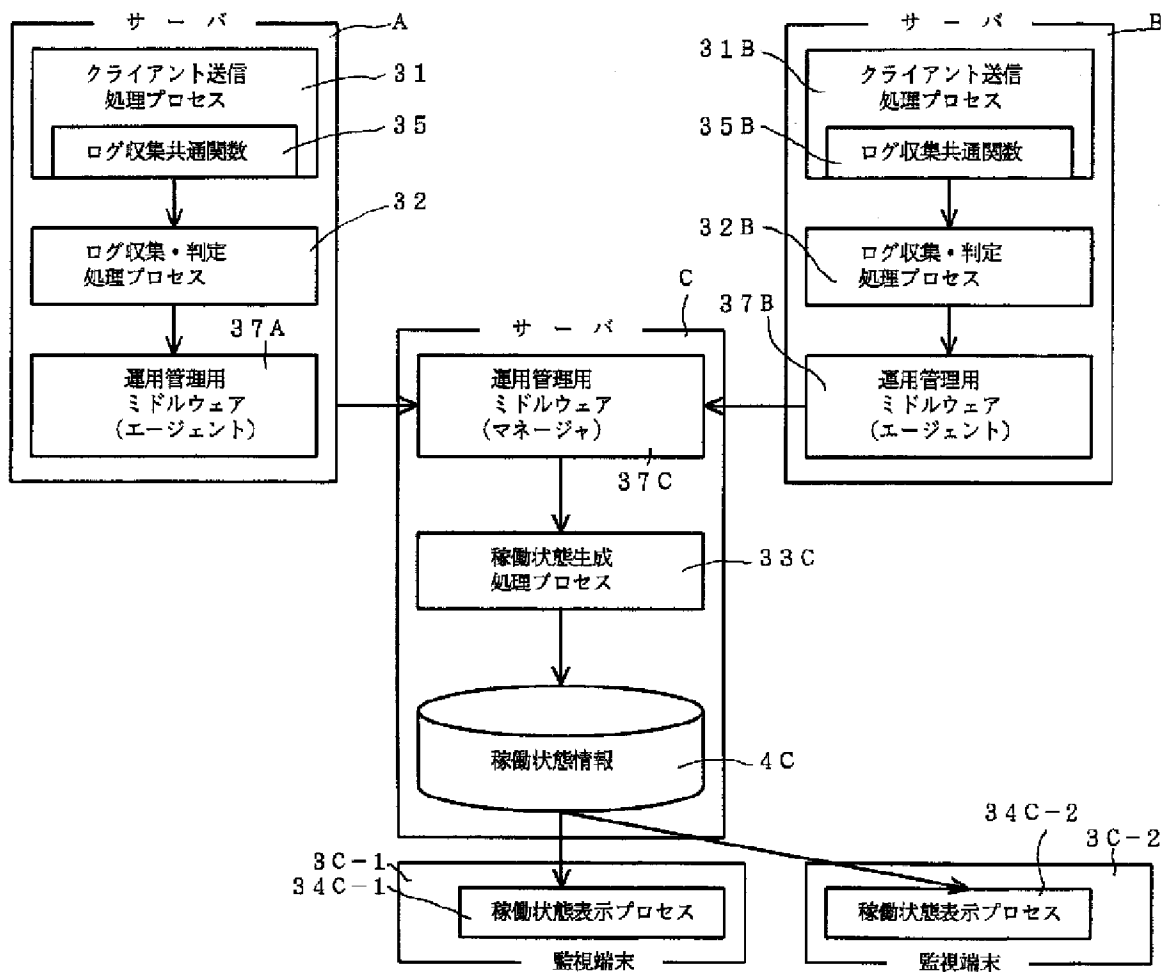 サーバ
A
クライアント送信
処理プロセス
31
ログ収集共通関数
35
ログ収集・判定
処理プロセス
32
37A
運用管理用
ミドルウェア
(エージェント)
サーバ
B
31B
クライアント送信
処理プロセス
35B
ログ収集共通関数
32B
ログ収集・判定
処理プロセス
37B
運用管理用
ミドルウェア
(エージェント)
サーバ
C
運用管理用
ミドルウェア
(マネージャ)
37C
稼働状態生成
処理プロセス
33C
稼働状態情報
4C
3C-1
34C-1
稼働状態表示プロセス
監視端末
34C-2
3C-2
稼働状態表示プロセス
監視端末